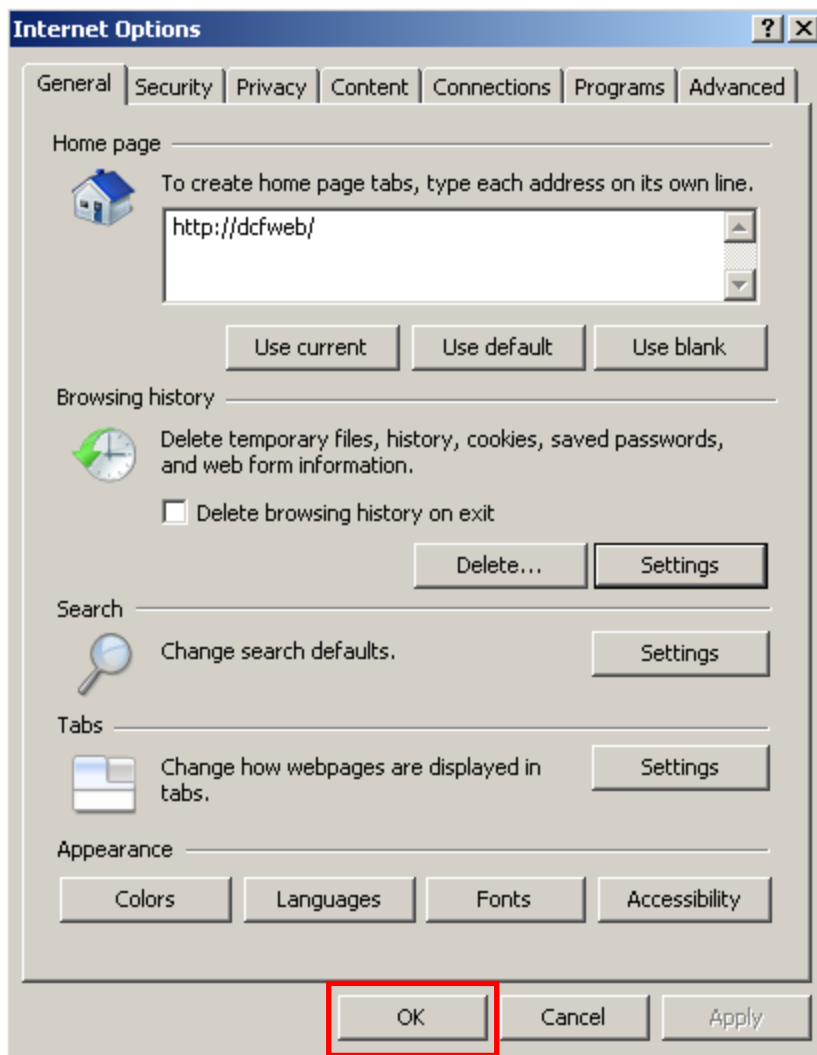 Internet Options
General Security Privacy Content Connections Programs Advanced
Home page
To create home page tabs, type each address on its own line.
http://dcfweb/
Use current Use default Use blank
Browsing history
Delete temporary files, history, cookies, saved passwords,
and web form information.
Delete browsing history on exit
Delete... Settings
Search
Change search defaults. Settings
Tabs
Change how webpages are displayed in
tabs.
Settings
Appearance
Colors Languages Fonts Accessibility
OK Cancel Apply